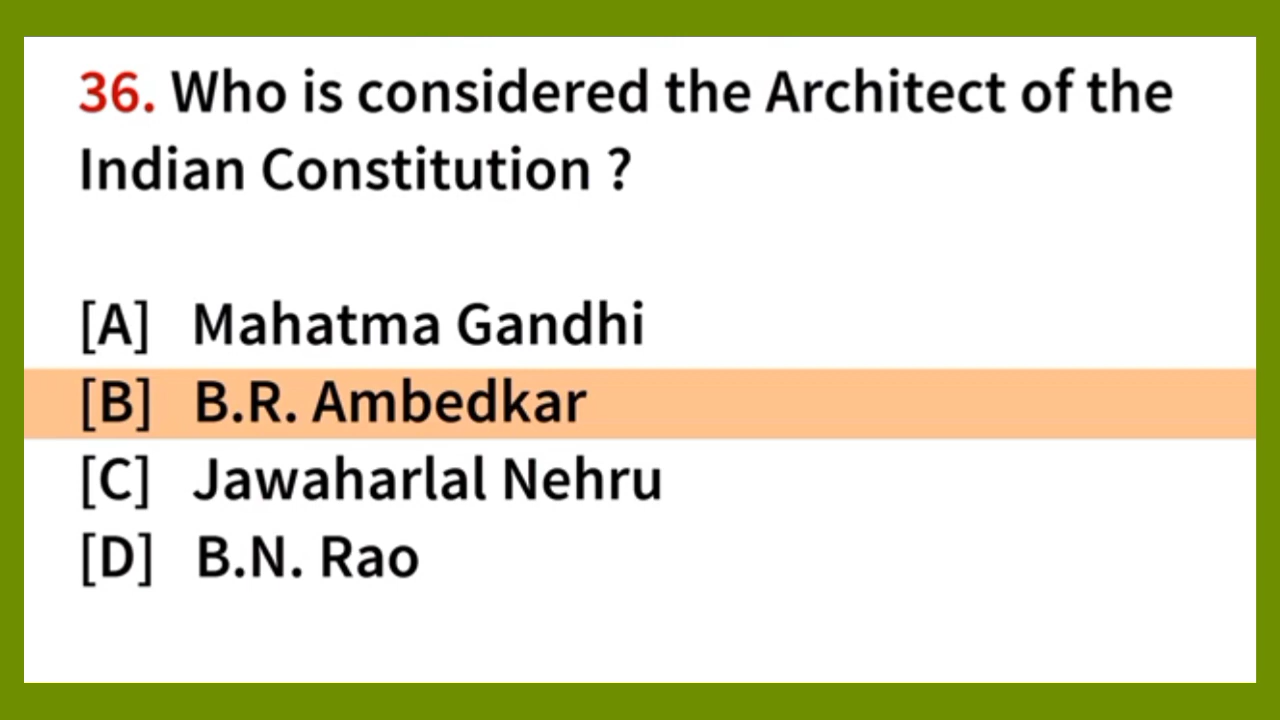 36. Who is considered the Architect of the
Indian Constitution ?
[A] Mahatma Gandhi
[B] B.R. Ambedkar
[C] Jawaharlal Nehru
[D] B.N. Rao